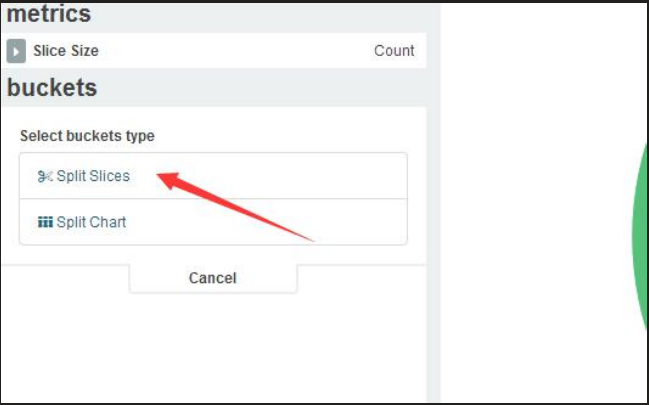 metrics
Slice Size Count
buckets
Select buckets type
Split Slices
Split Chart
Cancel